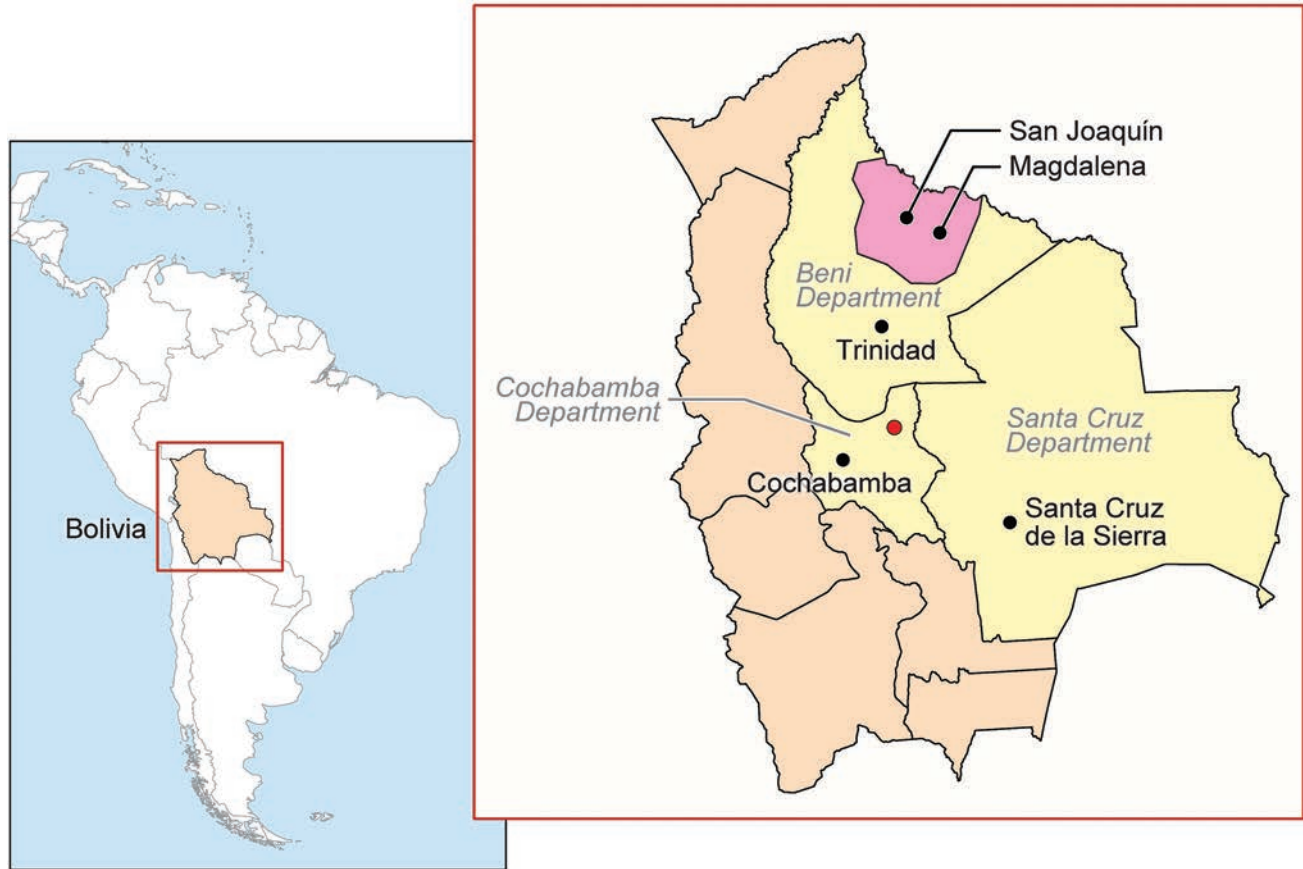 San Joaquín
Magdalena
Beni
Department
Trinidad
Cochabamba
Department
Santa Cruz
Department
Cochabamba
Santa Cruz
de la Sierra
Bolivia